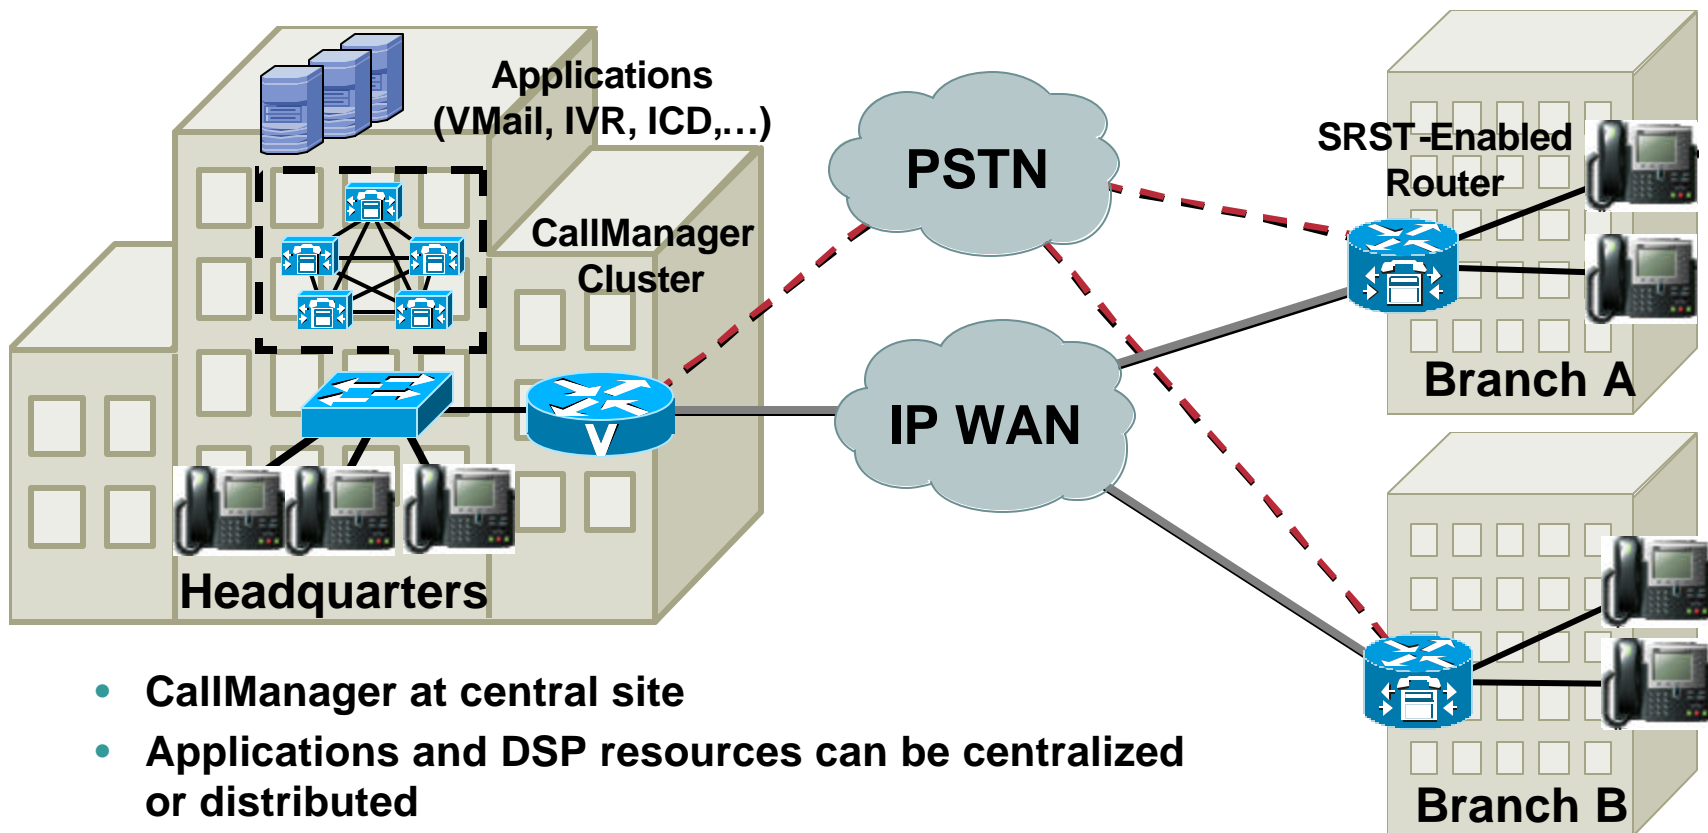 Applications
(VMail, IVR, ICD,...)
CallManager
Cluster
PSTN
SRST-Enabled
Router
IP WAN
V
Branch A
Headquarters
Branch B
• CallManager at central site
• Applications and DSP resources can be centralized
or distributed